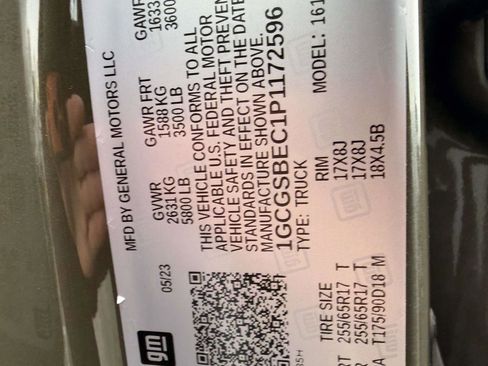 MFD BY GENERAL MOTORS LLC
05/23
GVWR GAWR FRT GAWR
2631 KG 1588 KG 1633
5800 LB 3500 LB 3600
THIS VEHICLE CONFORMS TO ALL
APPLICABLE U.S. FEDERAL MOTOR
VEHICLE SAFETY AND THEFT PREVEN
STANDARDS IN EFFECT ON THE DATE
MANUFACTURE SHOWN ABOVE.
1GCGSBEC1P1172596
TYPE: TRUCK MODEL: 161
gm
TIRE SIZE RIM
RT 255/65R17 T 17X8J
255/65R17 T 17X8J
A T175/90D18 M 18X4.5B